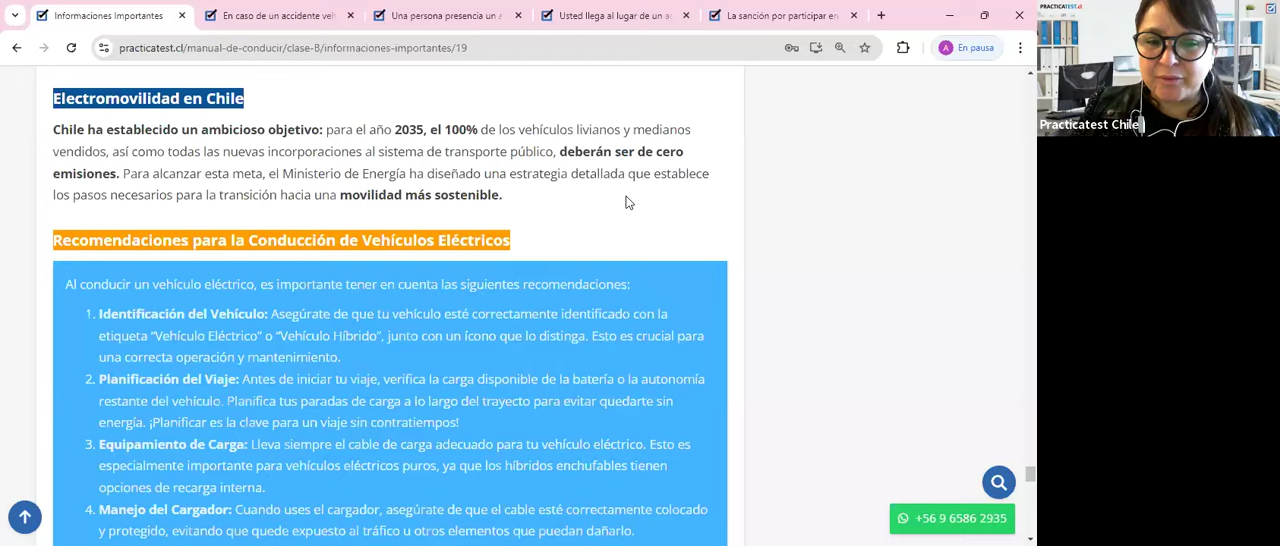 Informaciones Importantes
En caso de un accidente veh
Una persona presencia un a
Usted llega al lugar de un ac
La sanción por participar en
practicatest.cl/manual-de-conducir/clase-B/informaciones-importantes/19
A En pausa
PRACTICATEST.cl
Practicatest Chile
Electromovilidad en Chile
Chile ha establecido un ambicioso objetivo: para el año 2035, el 100% de los vehículos livianos y medianos
vendidos, así como todas las nuevas incorporaciones al sistema de transporte público, deberán ser de cero
emisiones. Para alcanzar esta meta, el Ministerio de Energía ha diseñado una estrategia detallada que establece
los pasos necesarios para la transición hacia una movilidad más sostenible.
Recomendaciones para la Conducción de Vehículos Eléctricos
Al conducir un vehículo eléctrico, es importante tener en cuenta las siguientes recomendaciones:
1. Identificación del Vehículo: Asegúrate de que tu vehículo esté correctamente identificado con la
etiqueta “Vehículo Eléctrico” o “Vehículo Híbrido”, junto con un ícono que lo distinga. Esto es crucial para
una correcta operación y mantenimiento.
2. Planificación del Viaje: Antes de iniciar tu viaje, verifica la carga disponible de la batería o la autonomía
restante del vehículo. Planifica tus paradas de carga a lo largo del trayecto para evitar quedarte sin
energía. ¡Planificar es la clave para un viaje sin contratiempos!
3. Equipamiento de Carga: Lleva siempre el cable de carga adecuado para tu vehículo eléctrico. Esto es
especialmente importante para vehículos eléctricos puros, ya que los híbridos enchufables tienen
opciones de recarga interna.
4. Manejo del Cargador: Cuando uses el cargador, asegúrate de que el cable esté correctamente colocado
y protegido, evitando que quede expuesto al tráfico u otros elementos que puedan dañarlo.
+56 9 6586 2935